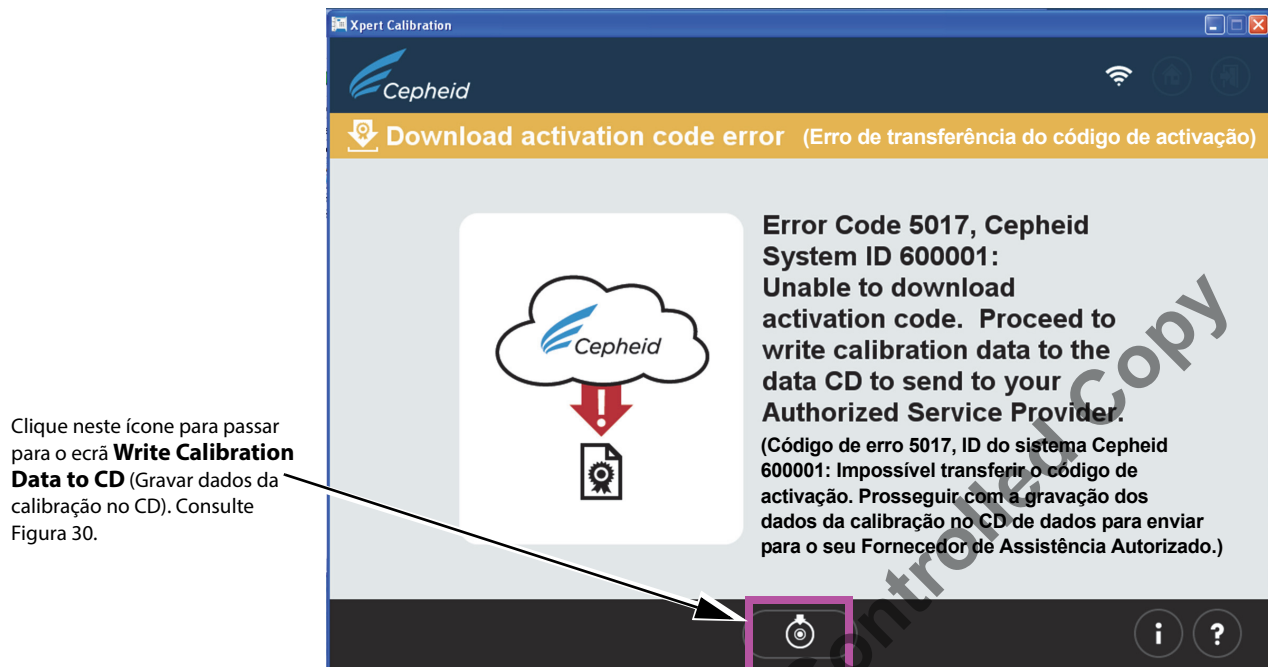 Xpert Calibration
Cepheid
Download activation code error (Erro de transferência do código de activação)
Cepheid
Error Code 5017, Cepheid
System ID 600001:
Unable to download
activation code. Proceed to
write calibration data to the
data CD to send to your
Authorized Service Provider.
(Código de erro 5017, ID do sistema Cepheid
600001: Impossível transferir o código de
activação. Prosseguir com a gravação dos
dados da calibração no CD de dados para enviar
para o seu Fornecedor de Assistência Autorizado.)
Clique neste ícone para passar
para o ecrã Write Calibration
Data to CD (Gravar dados da
calibração no CD). Consulte
Figura 30.
i ?
Controlled Copy